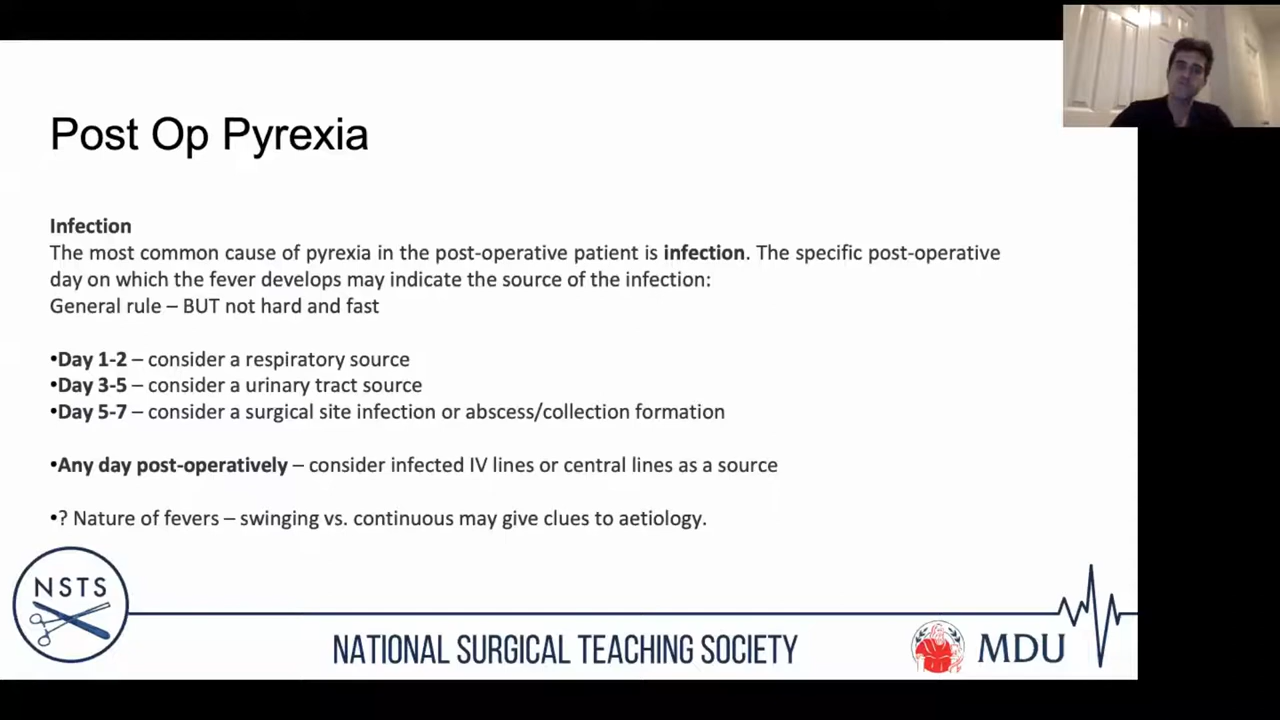 Post Op Pyrexia
Infection
The most common cause of pyrexia in the post-operative patient is infection. The specific post-operative
day on which the fever develops may indicate the source of the infection:
General rule – BUT not hard and fast
•Day 1-2 – consider a respiratory source
•Day 3-5 – consider a urinary tract source
•Day 5-7 – consider a surgical site infection or abscess/collection formation
•Any day post-operatively – consider infected IV lines or central lines as a source
•? Nature of fevers – swinging vs. continuous may give clues to aetiology.
NSTS
NATIONAL SURGICAL TEACHING SOCIETY
MDU